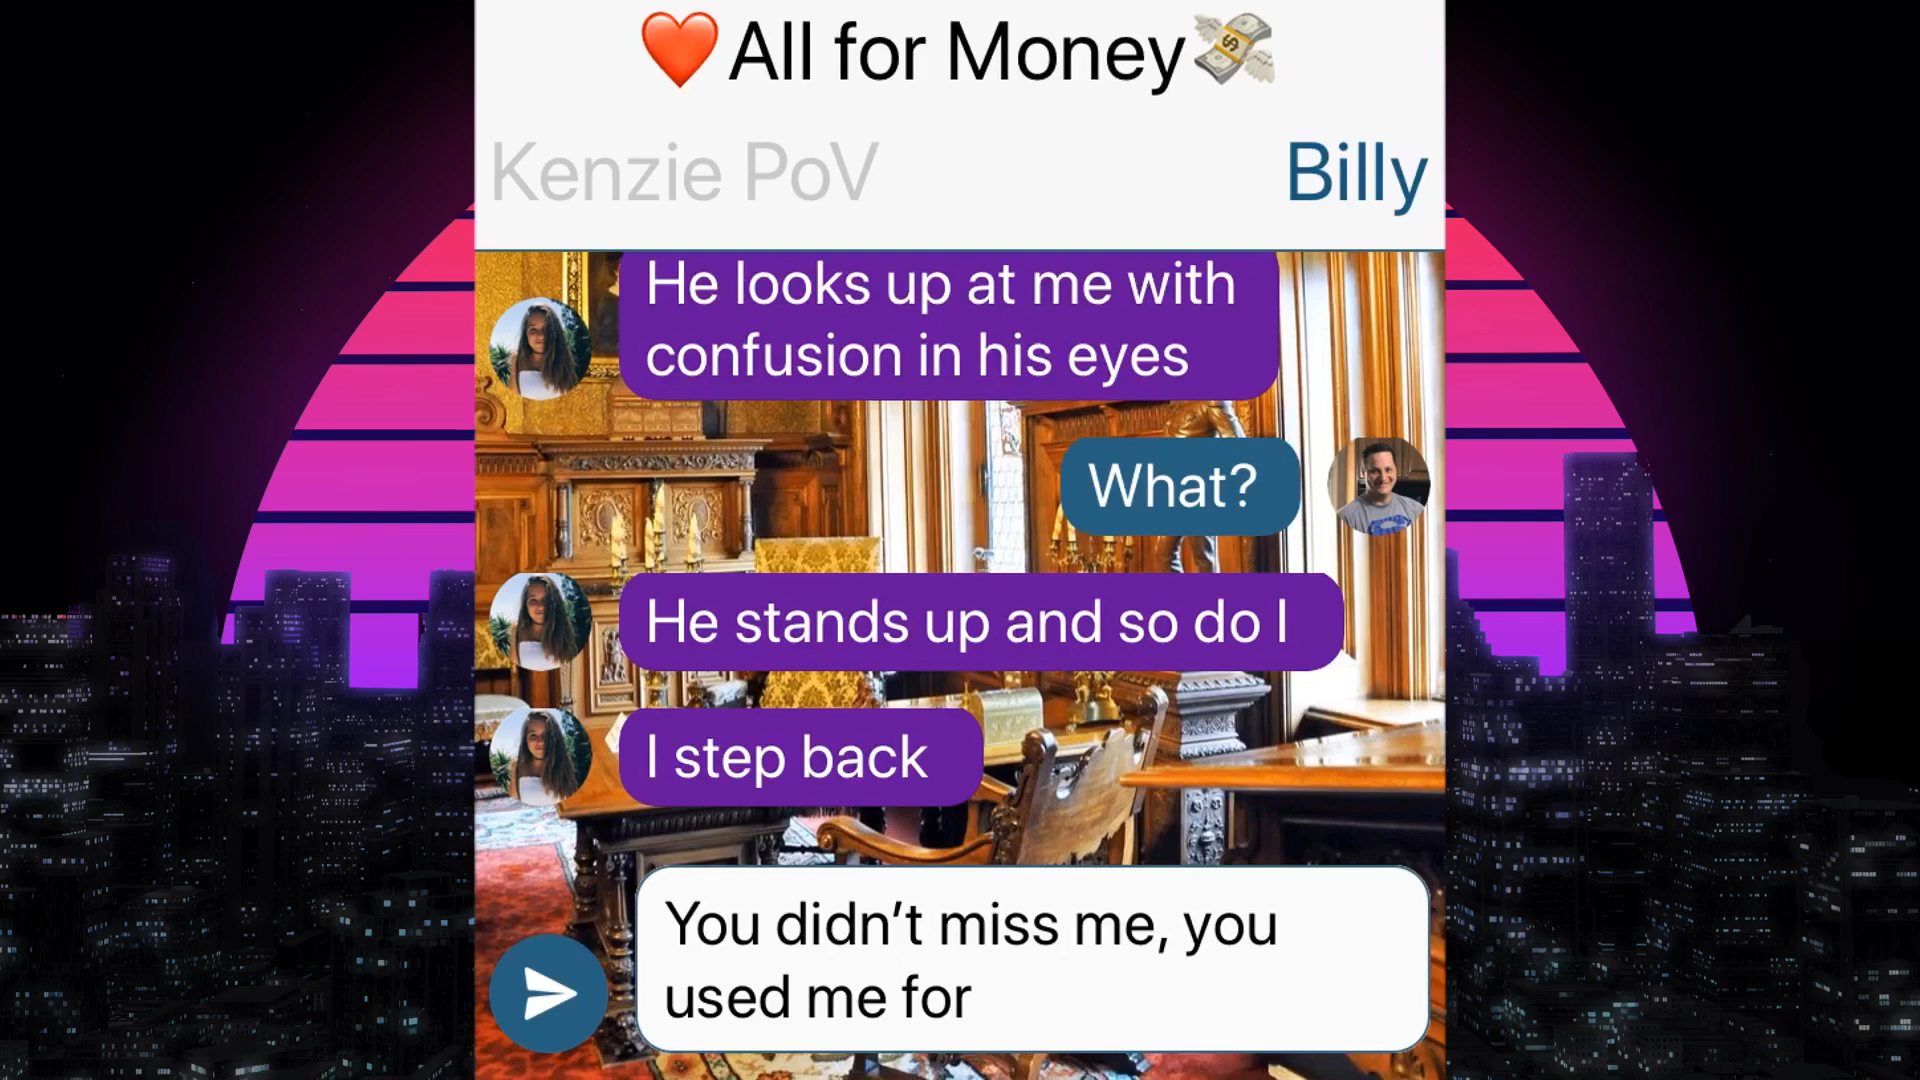 ❤️All for Money💸
Kenzie PoV
Billy
He looks up at me with
confusion in his eyes
What?
He stands up and so do I
I step back
You didn’t miss me, you
used me for